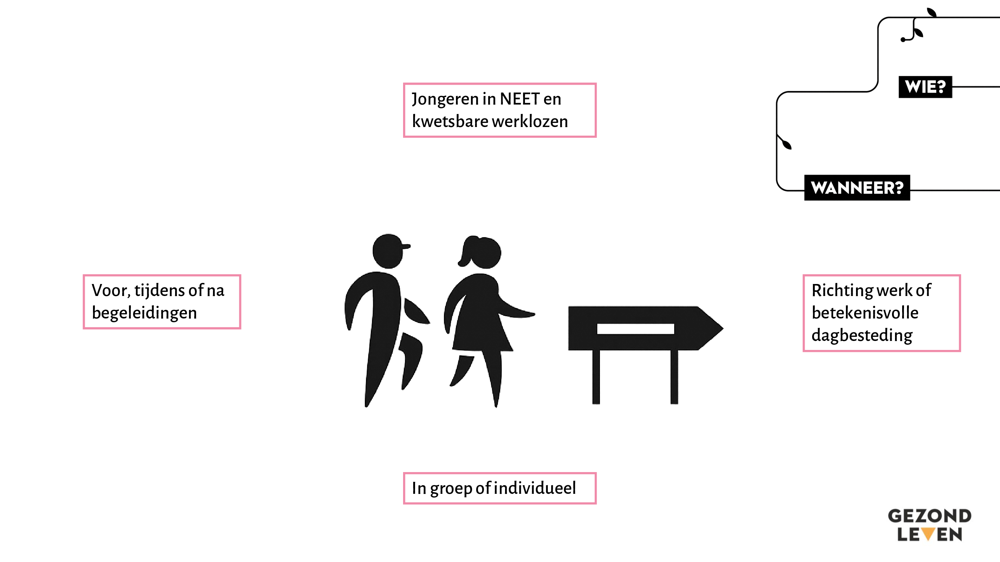 WIE?
Jongeren in NEET en
kwetsbare werklozen
WANNEER?
Voor, tijdens of na
begeleidingen
Richting werk of
betekenisvolle
dagbesteding
In groep of individueel
GEZOND
LEVEN